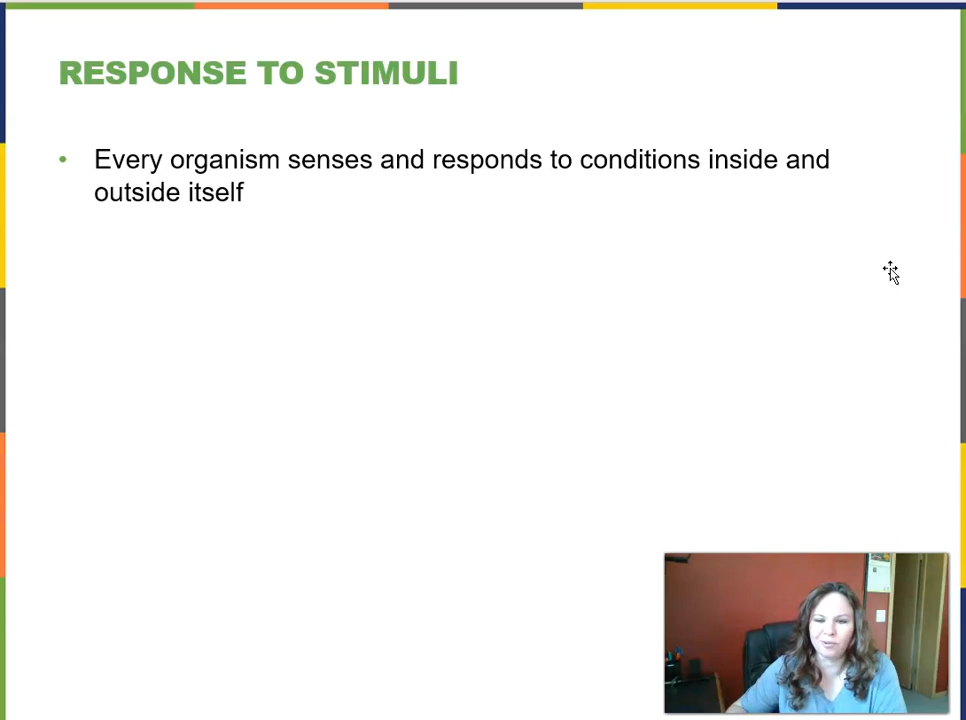 RESPONSE TO STIMULI
• Every organism senses and responds to conditions inside and
outside itself